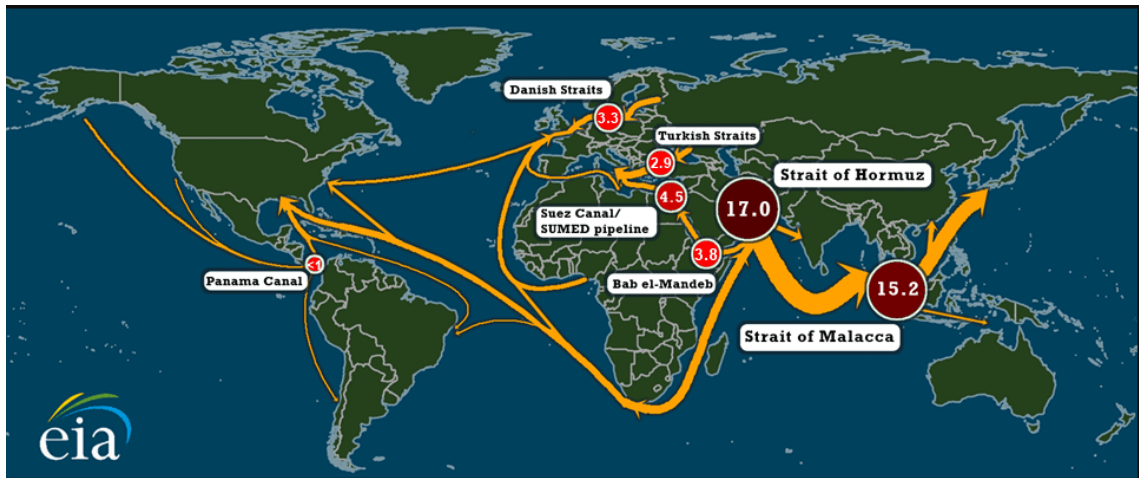 Danish Straits
3.3
Turkish Straits
2.9
Strait of Hormuz
17.0
4.5
Suez Canal/
SUMED pipeline
3.8
Bab el-Mandeb
<1
Panama Canal
15.2
Strait of Malacca
eia